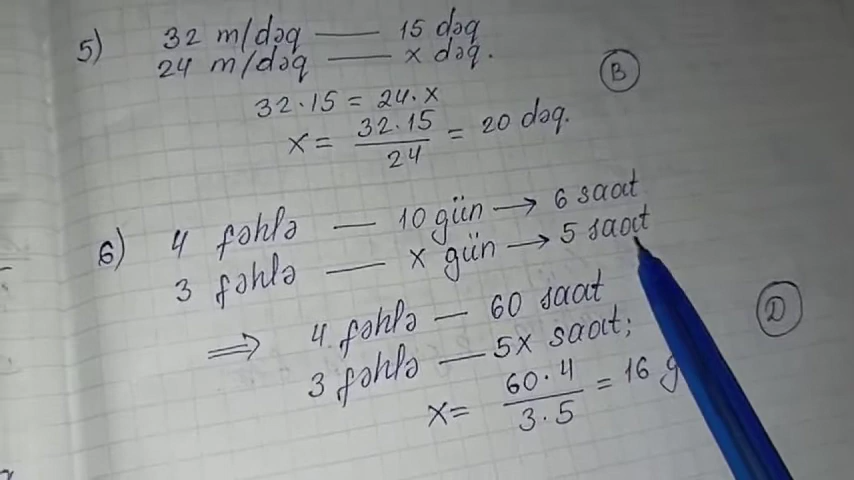 5) 32 m/dəq — 15 dəq
24 m/dəq — x dəq.
32·15 = 24·x
x = 32·15/24 = 20 dəq.
B
6) 4 fəhlə — 10 gün → 6 saat
3 fəhlə — x gün → 5 saat
⇒ 4 fəhlə — 60 saat
3 fəhlə — 5x saat;
x = 60·4/3·5 = 16 g
D